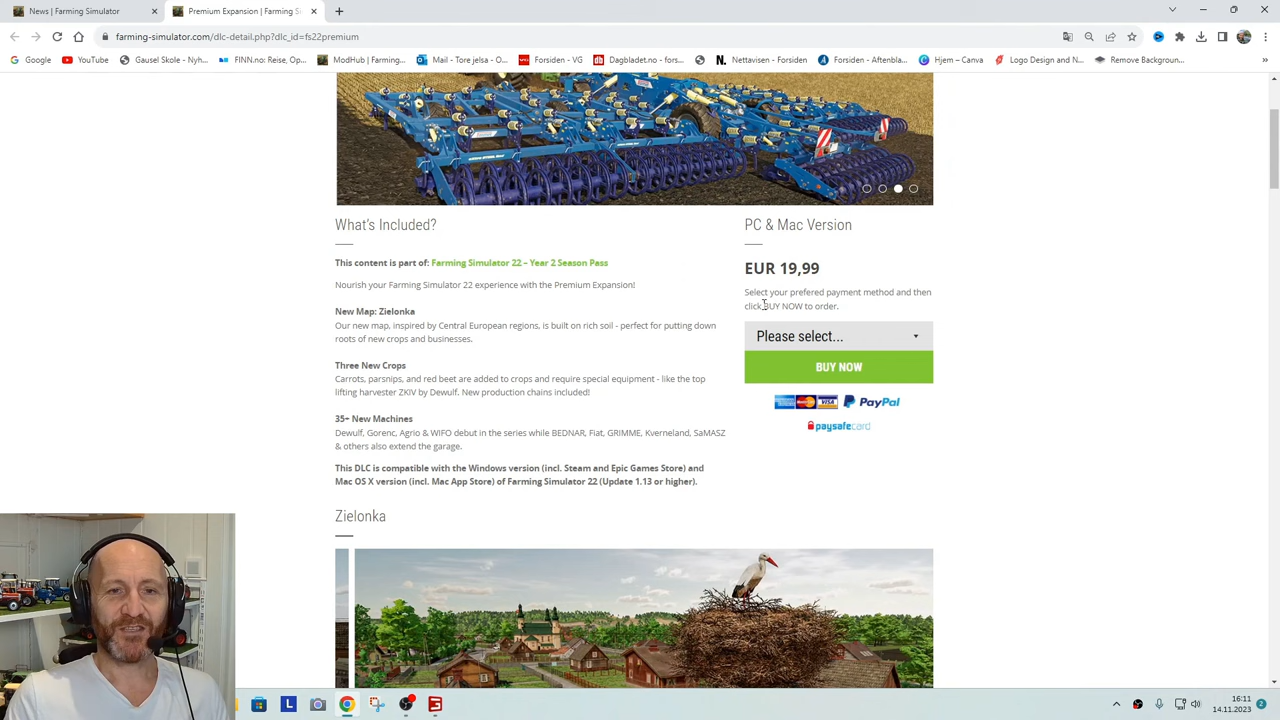 News | Farming Simulator
Premium Expansion | Farming Si
farming-simulator.com/dlc-detail.php?dlc_id=fs22premium
Google
YouTube
Gausel Skole - Nyh...
FINN.no: Reise, Op...
ModHub | Farming...
Mail - Tore jelsa - O...
Forsiden - VG
Dagbladet.no - fors...
Nettavisen - Forsiden
Forsiden - Aftenbla...
Hjem – Canva
Logo Design and N...
Remove Backgroun...
»
What's Included?
This content is part of: Farming Simulator 22 – Year 2 Season Pass
Nourish your Farming Simulator 22 experience with the Premium Expansion!
New Map: Zielonka
Our new map, inspired by Central European regions, is built on rich soil - perfect for putting down
roots of new crops and businesses.
Three New Crops
Carrots, parsnips, and red beet are added to crops and require special equipment - like the top
lifting harvester ZKIV by Dewulf. New production chains included!
35+ New Machines
Dewulf, Gorenc, Agrio & WIFO debut in the series while BEDNAR, Fiat, GRIMME, Kverneland, SaMASZ
& others also extend the garage.
This DLC is compatible with the Windows version (incl. Steam and Epic Games Store) and
Mac OS X version (incl. Mac App Store) of Farming Simulator 22 (Update 1.13 or higher).
Zielonka
PC & Mac Version
EUR 19,99
Select your prefered payment method and then
click BUY NOW to order.
Please select...
BUY NOW
VISA
PayPal
paysafecard
L
16:11
14.11.2023
2